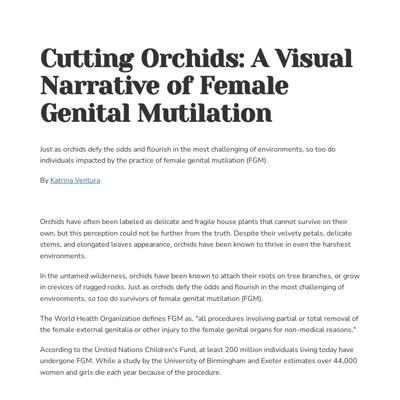 Cutting Orchids: A Visual
Narrative of Female
Genital Mutilation
Just as orchids defy the odds and flourish in the most challenging of environments, so too do
individuals impacted by the practice of female genital mutilation (FGM).
By Katrina Ventura
Orchids have often been labeled as delicate and fragile house plants that cannot survive on their
own, but this perception could not be further from the truth. Despite their velvety petals, delicate
stems, and elongated leaves appearance, orchids have been known to thrive in even the harshest
environments.
In the untamed wilderness, orchids have been known to attach their roots on tree branches, or grow
in crevices of rugged rocks. Just as orchids defy the odds and flourish in the most challenging of
environments, so too do survivors of female genital mutilation (FGM).
The World Health Organization defines FGM as, "all procedures involving partial or total removal of
the female external genitalia or other injury to the female genital organs for non-medical reasons."
According to the United Nations Children's Fund, at least 200 million individuals living today have
undergone FGM. While a study by the University of Birmingham and Exeter estimates over 44,000
women and girls die each year because of the procedure.